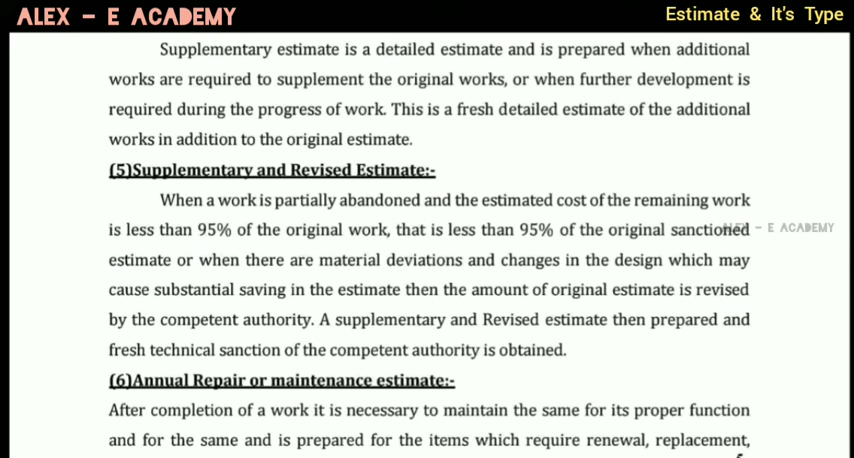 ALEX - E ACADEMY
Estimate & It's Type
Supplementary estimate is a detailed estimate and is prepared when additional
works are required to supplement the original works, or when further development is
required during the progress of work. This is a fresh detailed estimate of the additional
works in addition to the original estimate.
(5)Supplementary and Revised Estimate:-
When a work is partially abandoned and the estimated cost of the remaining work
is less than 95% of the original work, that is less than 95% of the original sanctioned
ALEX - E ACADEMY
estimate or when there are material deviations and changes in the design which may
cause substantial saving in the estimate then the amount of original estimate is revised
by the competent authority. A supplementary and Revised estimate then prepared and
fresh technical sanction of the competent authority is obtained.
(6)Annual Repair or maintenance estimate:-
After completion of a work it is necessary to maintain the same for its proper function
and for the same and is prepared for the items which require renewal, replacement,